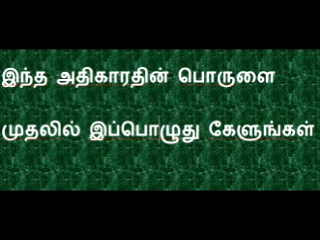 இந்த அதிகாரதின் பொருளை
முதலில் இப்பொழுது கேளுங்கள்